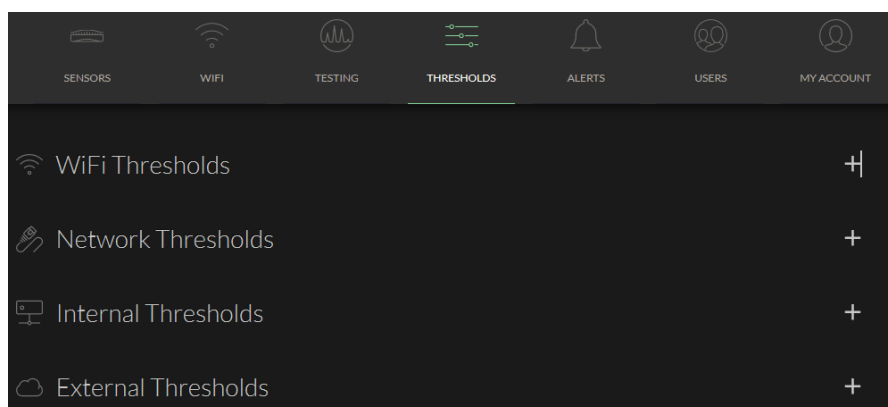 SENSORS WIFI TESTING THRESHOLDS ALERTS USERS MY ACCOUNT
WiFi Thresholds +
Network Thresholds +
Internal Thresholds +
External Thresholds +